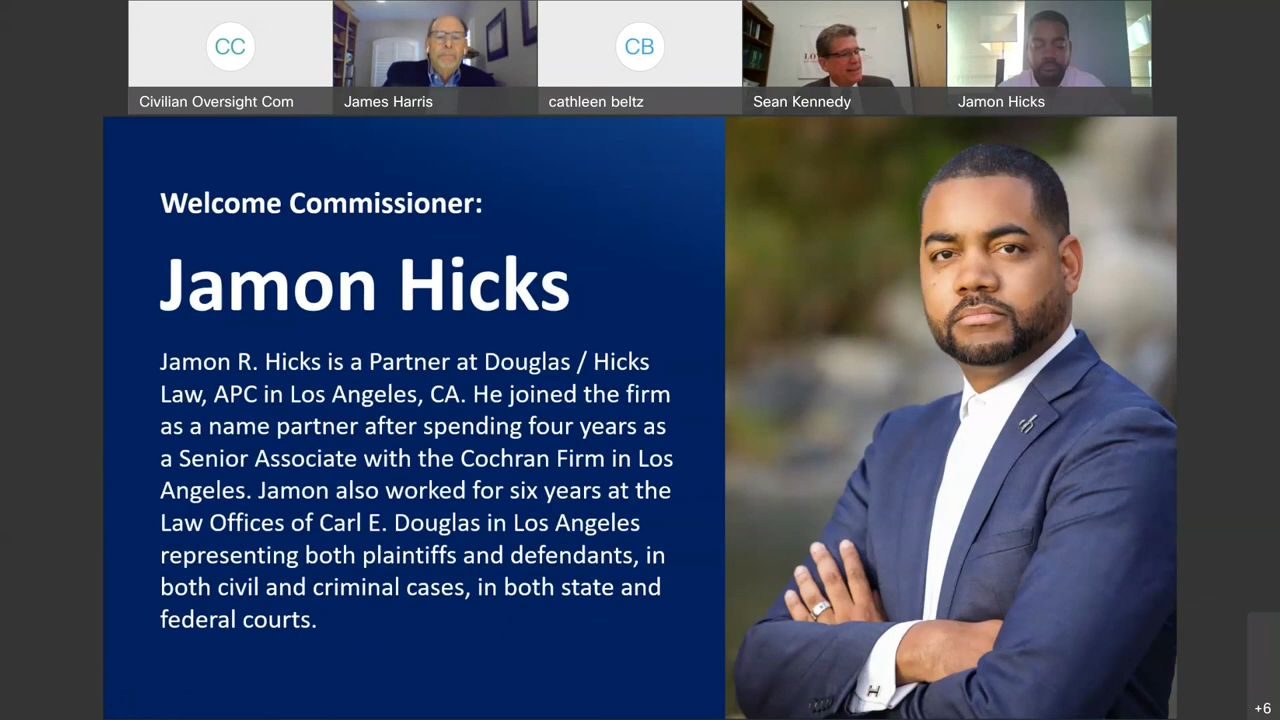 CC
CB
Civilian Oversight Com
James Harris
cathleen beltz
Sean Kennedy
Jamon Hicks
Welcome Commissioner:
Jamon Hicks
Jamon R. Hicks is a Partner at Douglas / Hicks
Law, APC in Los Angeles, CA. He joined the firm
as a name partner after spending four years as
a Senior Associate with the Cochran Firm in Los
Angeles. Jamon also worked for six years at the
Law Offices of Carl E. Douglas in Los Angeles
representing both plaintiffs and defendants, in
both civil and criminal cases, in both state and
federal courts.
H
+6